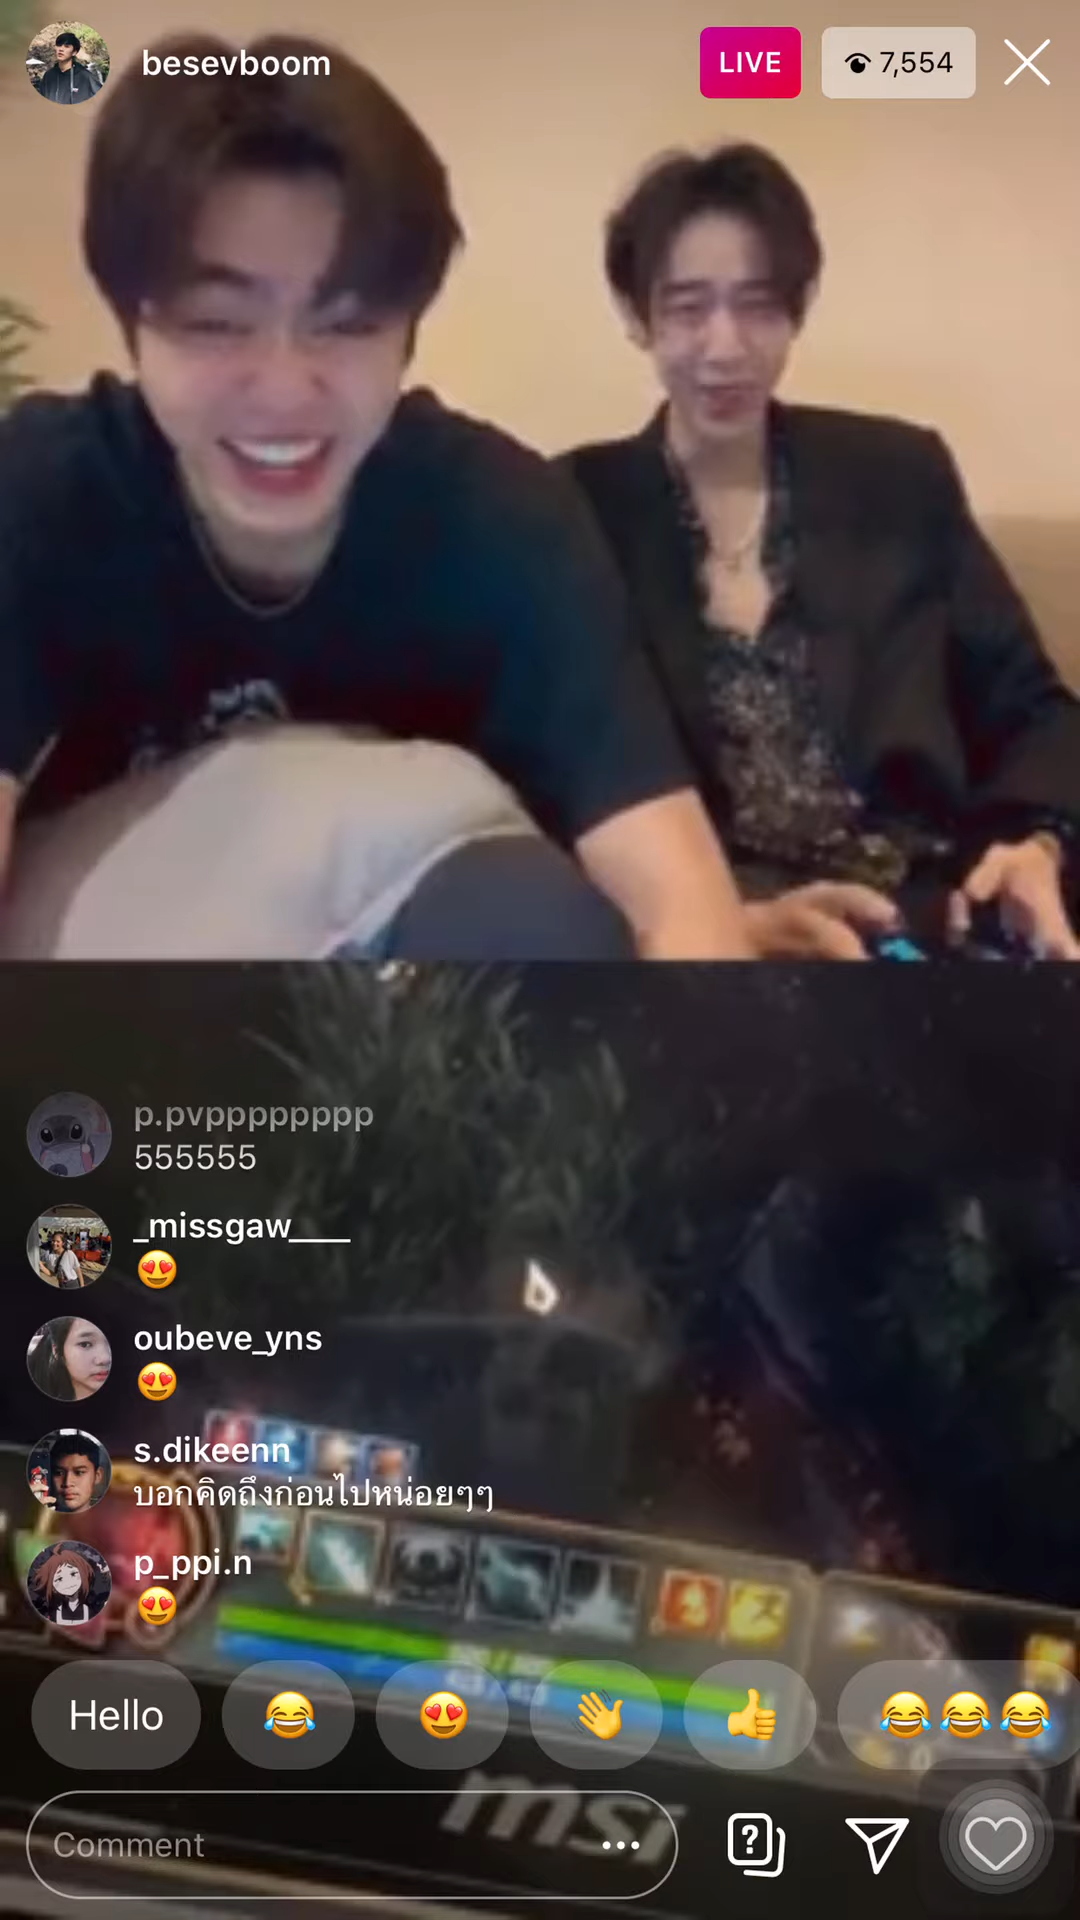 besevboom
LIVE
7,554
p.pvpppppppp
555555
_missgaw____
😍
oubeve_yns
😍
s.dikeenn
บอกคิดถึงก่อนไปหน่อยๆๆ
p_ppi.n
😍
Hello 😂 😍 👋 👍 😂😂😂
msi
Comment